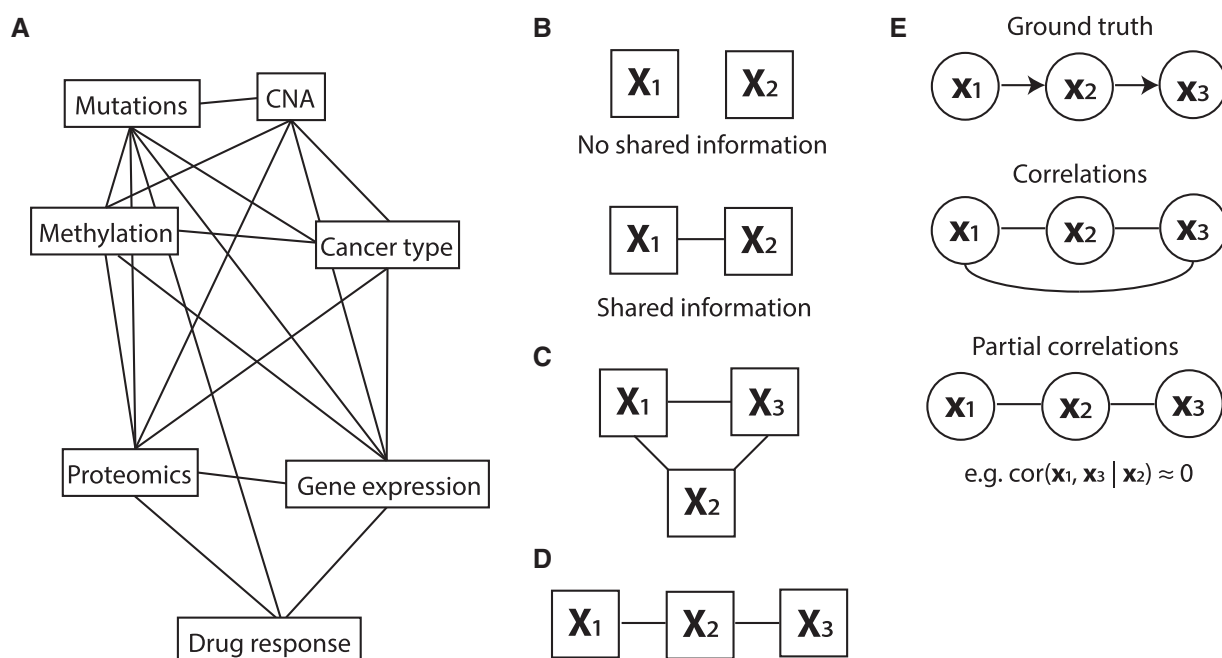 A
Mutations
CNA
Methylation
Cancer type
Proteomics
Gene expression
Drug response
B
X1
X2
No shared information
X1
X2
Shared information
C
X1
X3
X2
D
X1
X2
X3
E
Ground truth
x1
x2
x3
Correlations
x1
x2
x3
Partial correlations
x1
x2
x3
e.g. cor(x1, x3 | x2) ≈ 0